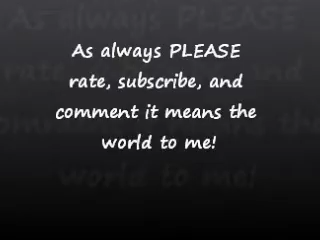 As always PLEASE
rate, subscribe, and
comment it means the
world to me!